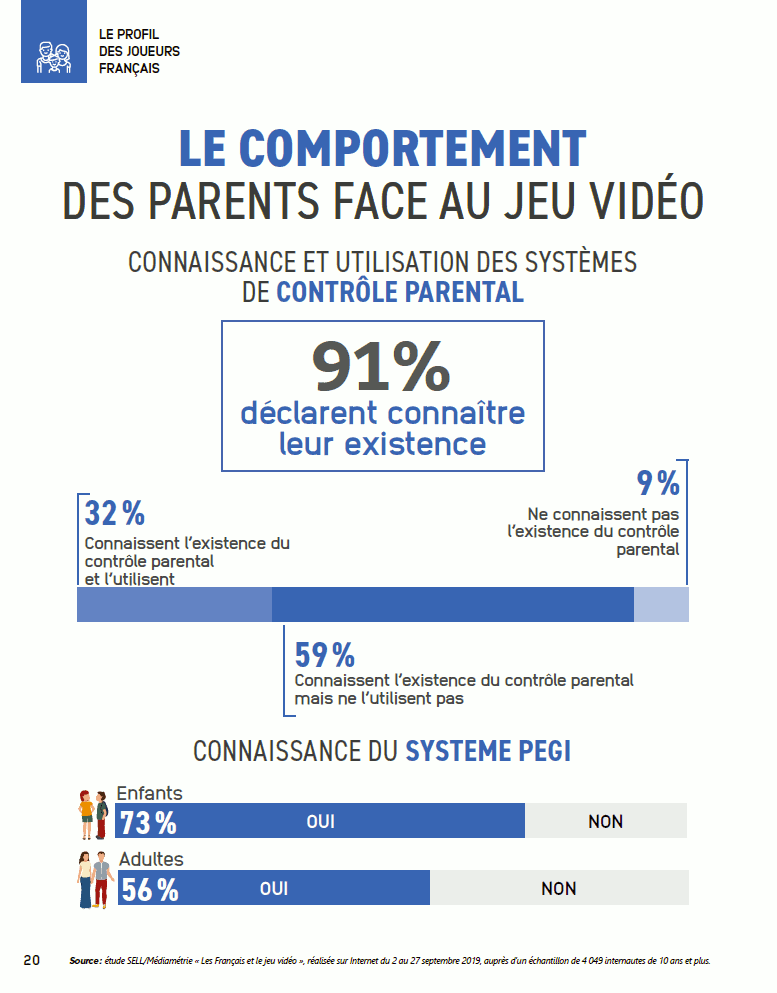 LE PROFIL
DES JOUEURS
FRANÇAIS
LE COMPORTEMENT
DES PARENTS FACE AU JEU VIDÉO
CONNAISSANCE ET UTILISATION DES SYSTÈMES
DE CONTRÔLE PARENTAL
91%
déclarent connaître
leur existence
32 %
Connaissent l'existence du
contrôle parental
et l'utilisent
9 %
Ne connaissent pas
l'existence du contrôle
parental
59 %
Connaissent l'existence du contrôle parental
mais ne l'utilisent pas
CONNAISSANCE DU SYSTEME PEGI
Enfants
73 % OUI NON
Adultes
56 % OUI NON
20 Source : étude SELL/Médiamétrie « Les Français et le jeu vidéo », réalisée sur Internet du 2 au 27 septembre 2019, auprès d'un échantillon de 4 049 internautes de 10 ans et plus.